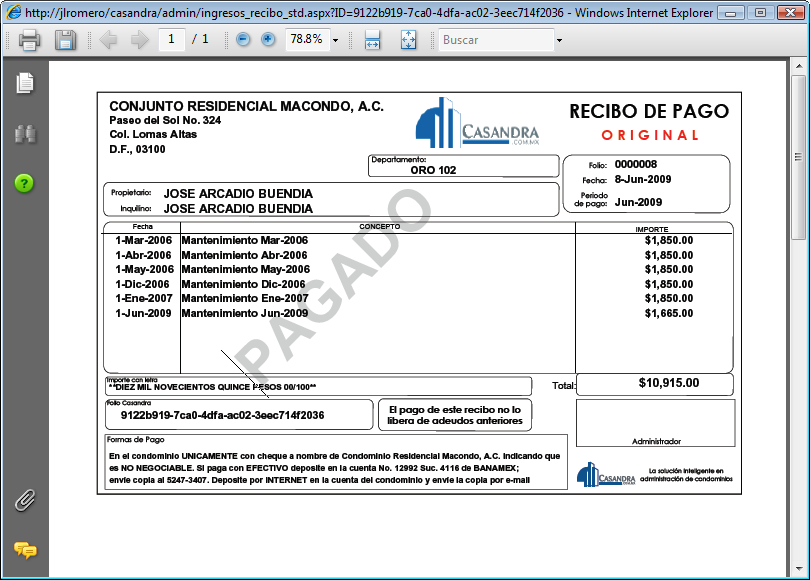 http://jlromero/casandra/admin/ingresos_recibo_std.aspx?ID=9122b919-7ca0-4dfa-ac02-3eec714f2036 - Windows Internet Explorer
1 / 1 78.8% Buscar
CONJUNTO RESIDENCIAL MACONDO, A.C.
Paseo del Sol No. 324
Col. Lomas Altas
D.F., 03100
CASANDRA
.COM.MX
RECIBO DE PAGO
ORIGINAL
Departamento:
ORO 102
Folio: 0000008
Fecha: 8-Jun-2009
Periodo de pago: Jun-2009
Propietario: JOSE ARCADIO BUENDIA
Inquilino: JOSE ARCADIO BUENDIA
Fecha CONCEPTO IMPORTE
1-Mar-2006 Mantenimiento Mar-2006 $1,850.00
1-Abr-2006 Mantenimiento Abr-2006 $1,850.00
1-May-2006 Mantenimiento May-2006 $1,850.00
1-Dic-2006 Mantenimiento Dic-2006 $1,850.00
1-Ene-2007 Mantenimiento Ene-2007 $1,850.00
1-Jun-2009 Mantenimiento Jun-2009 $1,665.00
PAGADO
Importe con letra
**DIEZ MIL NOVECIENTOS QUINCE PESOS 00/100**
Total: $10,915.00
Folio Casandra
9122b919-7ca0-4dfa-ac02-3eec714f2036
El pago de este recibo no lo
libera de adeudos anteriores
Administrador
Formas de Pago
En el condominio UNICAMENTE con cheque a nombre de Condominio Residencial Macondo, A.C. Indicando que
es NO NEGOCIABLE. Si paga con EFECTIVO deposite en la cuenta No. 12992 Suc. 4116 de BANAMEX;
envíe copia al 5247-3407. Deposite por INTERNET en la cuenta del condominio y envíe la copia por e-mail
CASANDRA
.COM.MX
La solución inteligente en
administración de condominios